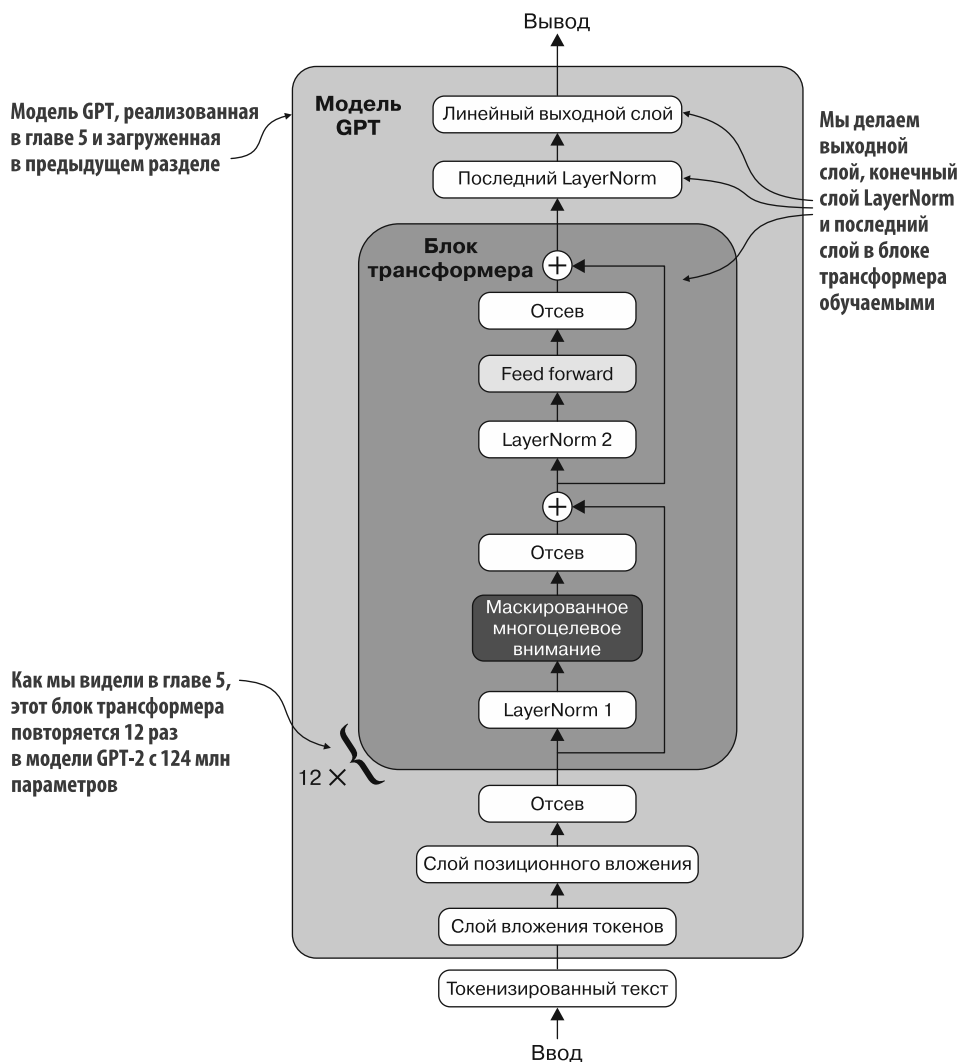 Вывод
Модель GPT, реализованная
в главе 5 и загруженная
в предыдущем разделе
Модель
GPT
Линейный выходной слой
Последний LayerNorm
Мы делаем
выходной
слой, конечный
слой LayerNorm
и последний
слой в блоке
трансформера
обучаемыми
Блок
трансформера
+
Отсев
Feed forward
LayerNorm 2
+
Отсев
Маскированное
многоцелевое
внимание
LayerNorm 1
Как мы видели в главе 5,
этот блок трансформера
повторяется 12 раз
в модели GPT-2 с 124 млн
параметров
12 ×
Отсев
Слой позиционного вложения
Слой вложения токенов
Токенизированный текст
Ввод